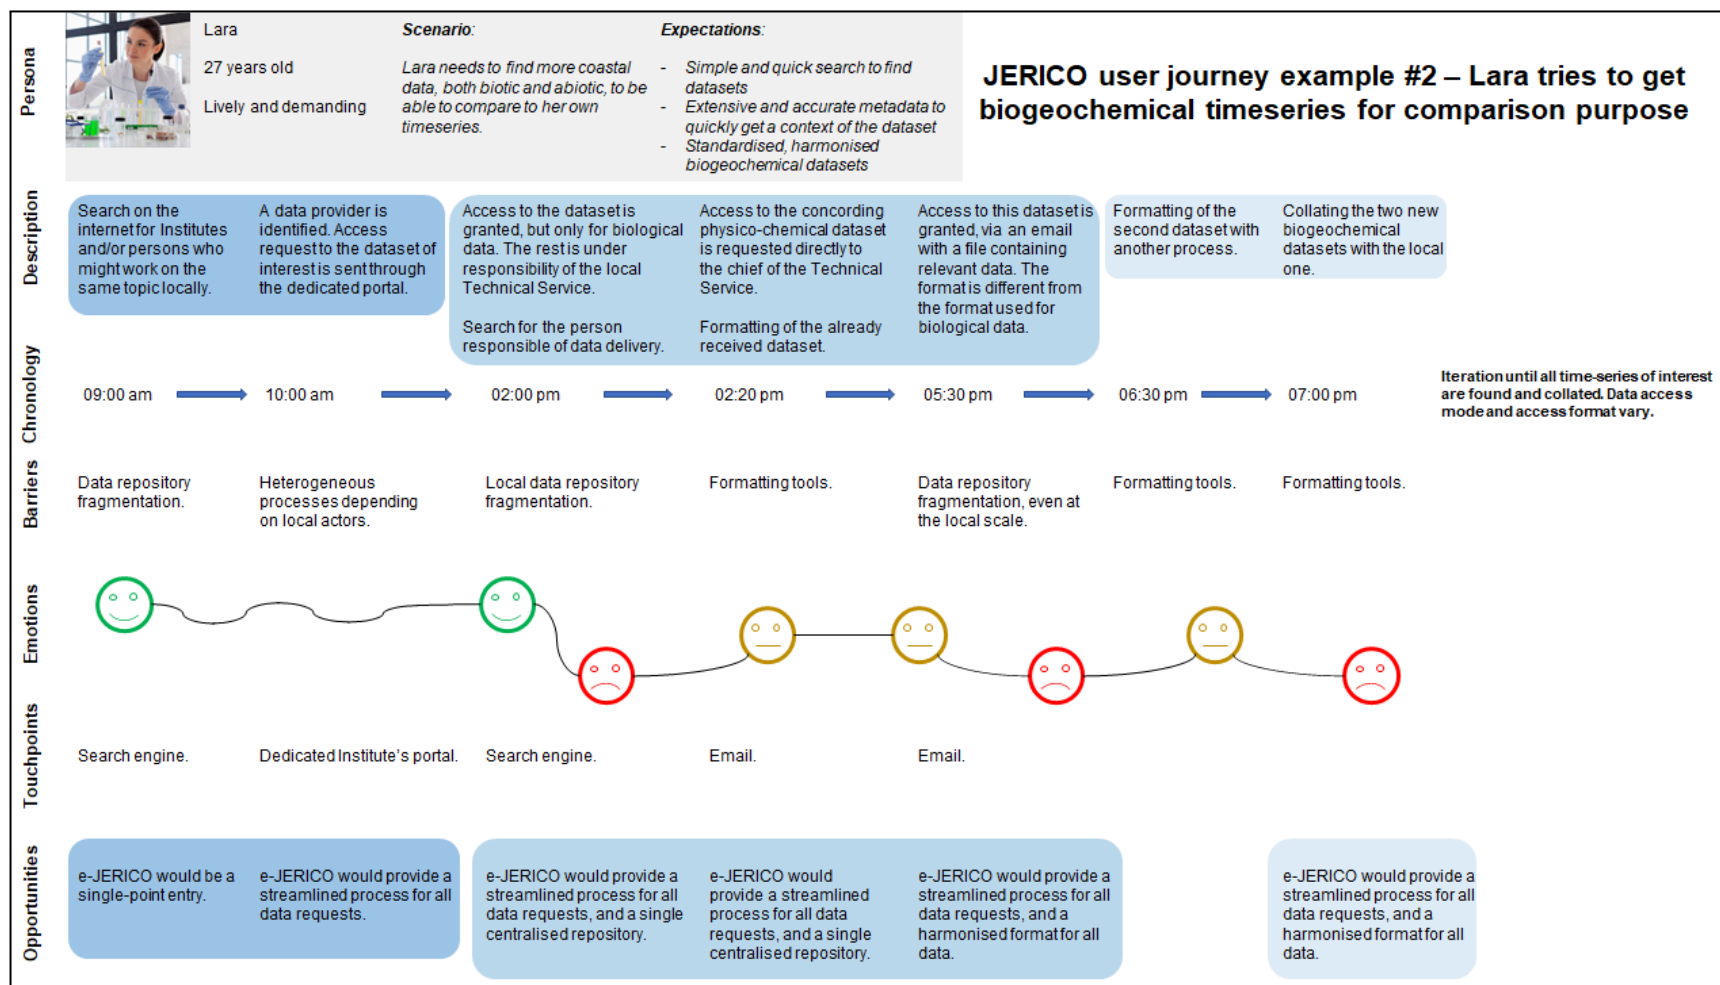 Persona
Lara
27 years old
Lively and demanding
Scenario:
Lara needs to find more coastal
data, both biotic and abiotic, to be
able to compare to her own
timeseries.
Expectations:
- Simple and quick search to find
datasets
- Extensive and accurate metadata to
quickly get a context of the dataset
- Standardised, harmonised
biogeochemical datasets
JERICO user journey example #2 – Lara tries to get
biogeochemical timeseries for comparison purpose
Description
Search on the
internet for Institutes
and/or persons who
might work on the
same topic locally.
A data provider is
identified. Access
request to the dataset of
interest is sent through
the dedicated portal.
Access to the dataset is
granted, but only for biological
data. The rest is under
responsibility of the local
Technical Service.
Search for the person
responsible of data delivery.
Access to the concording
physico-chemical dataset
is requested directly to
the chief of the Technical
Service.
Formatting of the already
received dataset.
Access to this dataset is
granted, via an email
with a file containing
relevant data. The
format is different from
the format used for
biological data.
Formatting of the
second dataset with
another process.
Collating the two new
biogeochemical
datasets with the local
one.
Chronology
09:00 am
10:00 am
02:00 pm
02:20 pm
05:30 pm
06:30 pm
07:00 pm
Iteration until all time-series of interest
are found and collated. Data access
mode and access format vary.
Barriers
Data repository
fragmentation.
Heterogeneous
processes depending
on local actors.
Local data repository
fragmentation.
Formatting tools.
Data repository
fragmentation, even at
the local scale.
Formatting tools.
Formatting tools.
Emotions
Touchpoints
Search engine.
Dedicated Institute's portal.
Search engine.
Email.
Email.
Opportunities
e-JERICO would be a
single-point entry.
e-JERICO would provide a
streamlined process for all
data requests.
e-JERICO would provide a
streamlined process for all
data requests, and a single
centralised repository.
e-JERICO would
provide a streamlined
process for all data
requests, and a single
centralised repository.
e-JERICO would provide a
streamlined process for all
data requests, and a
harmonised format for all
data.
e-JERICO would provide a
streamlined process for all
data requests, and a
harmonised format for all
data.